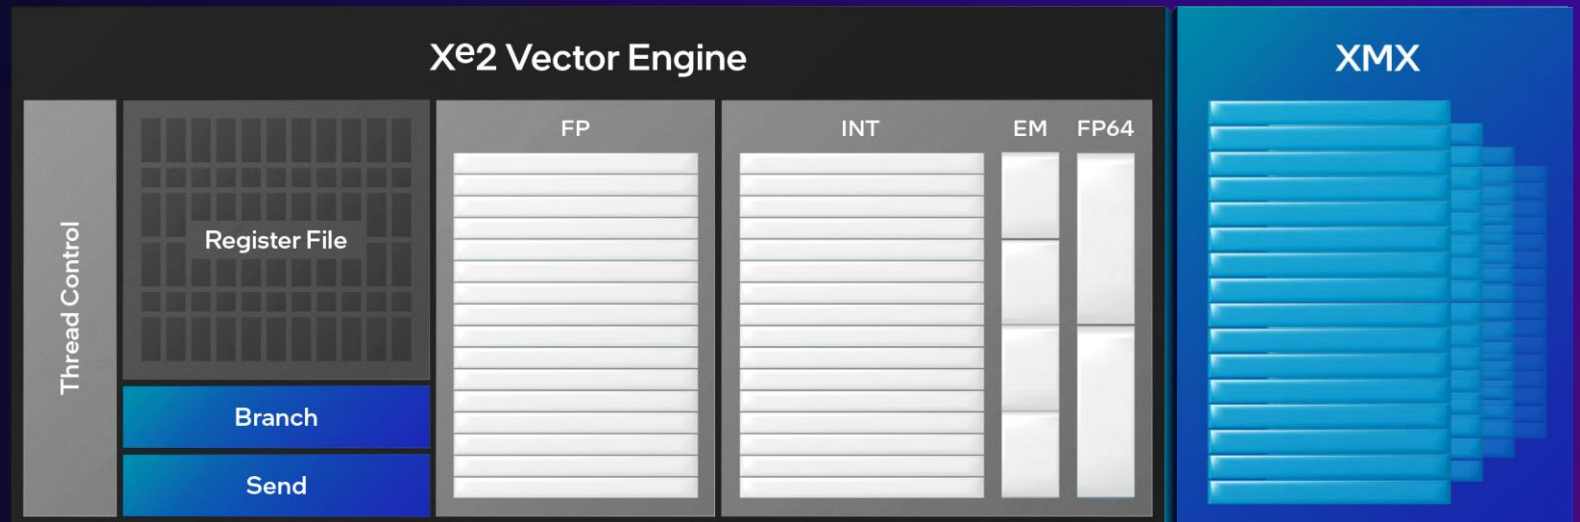 Xe2 Vector Engine
XMX
Thread Control
Register File
Branch
Send
FP
INT
EM
FP64